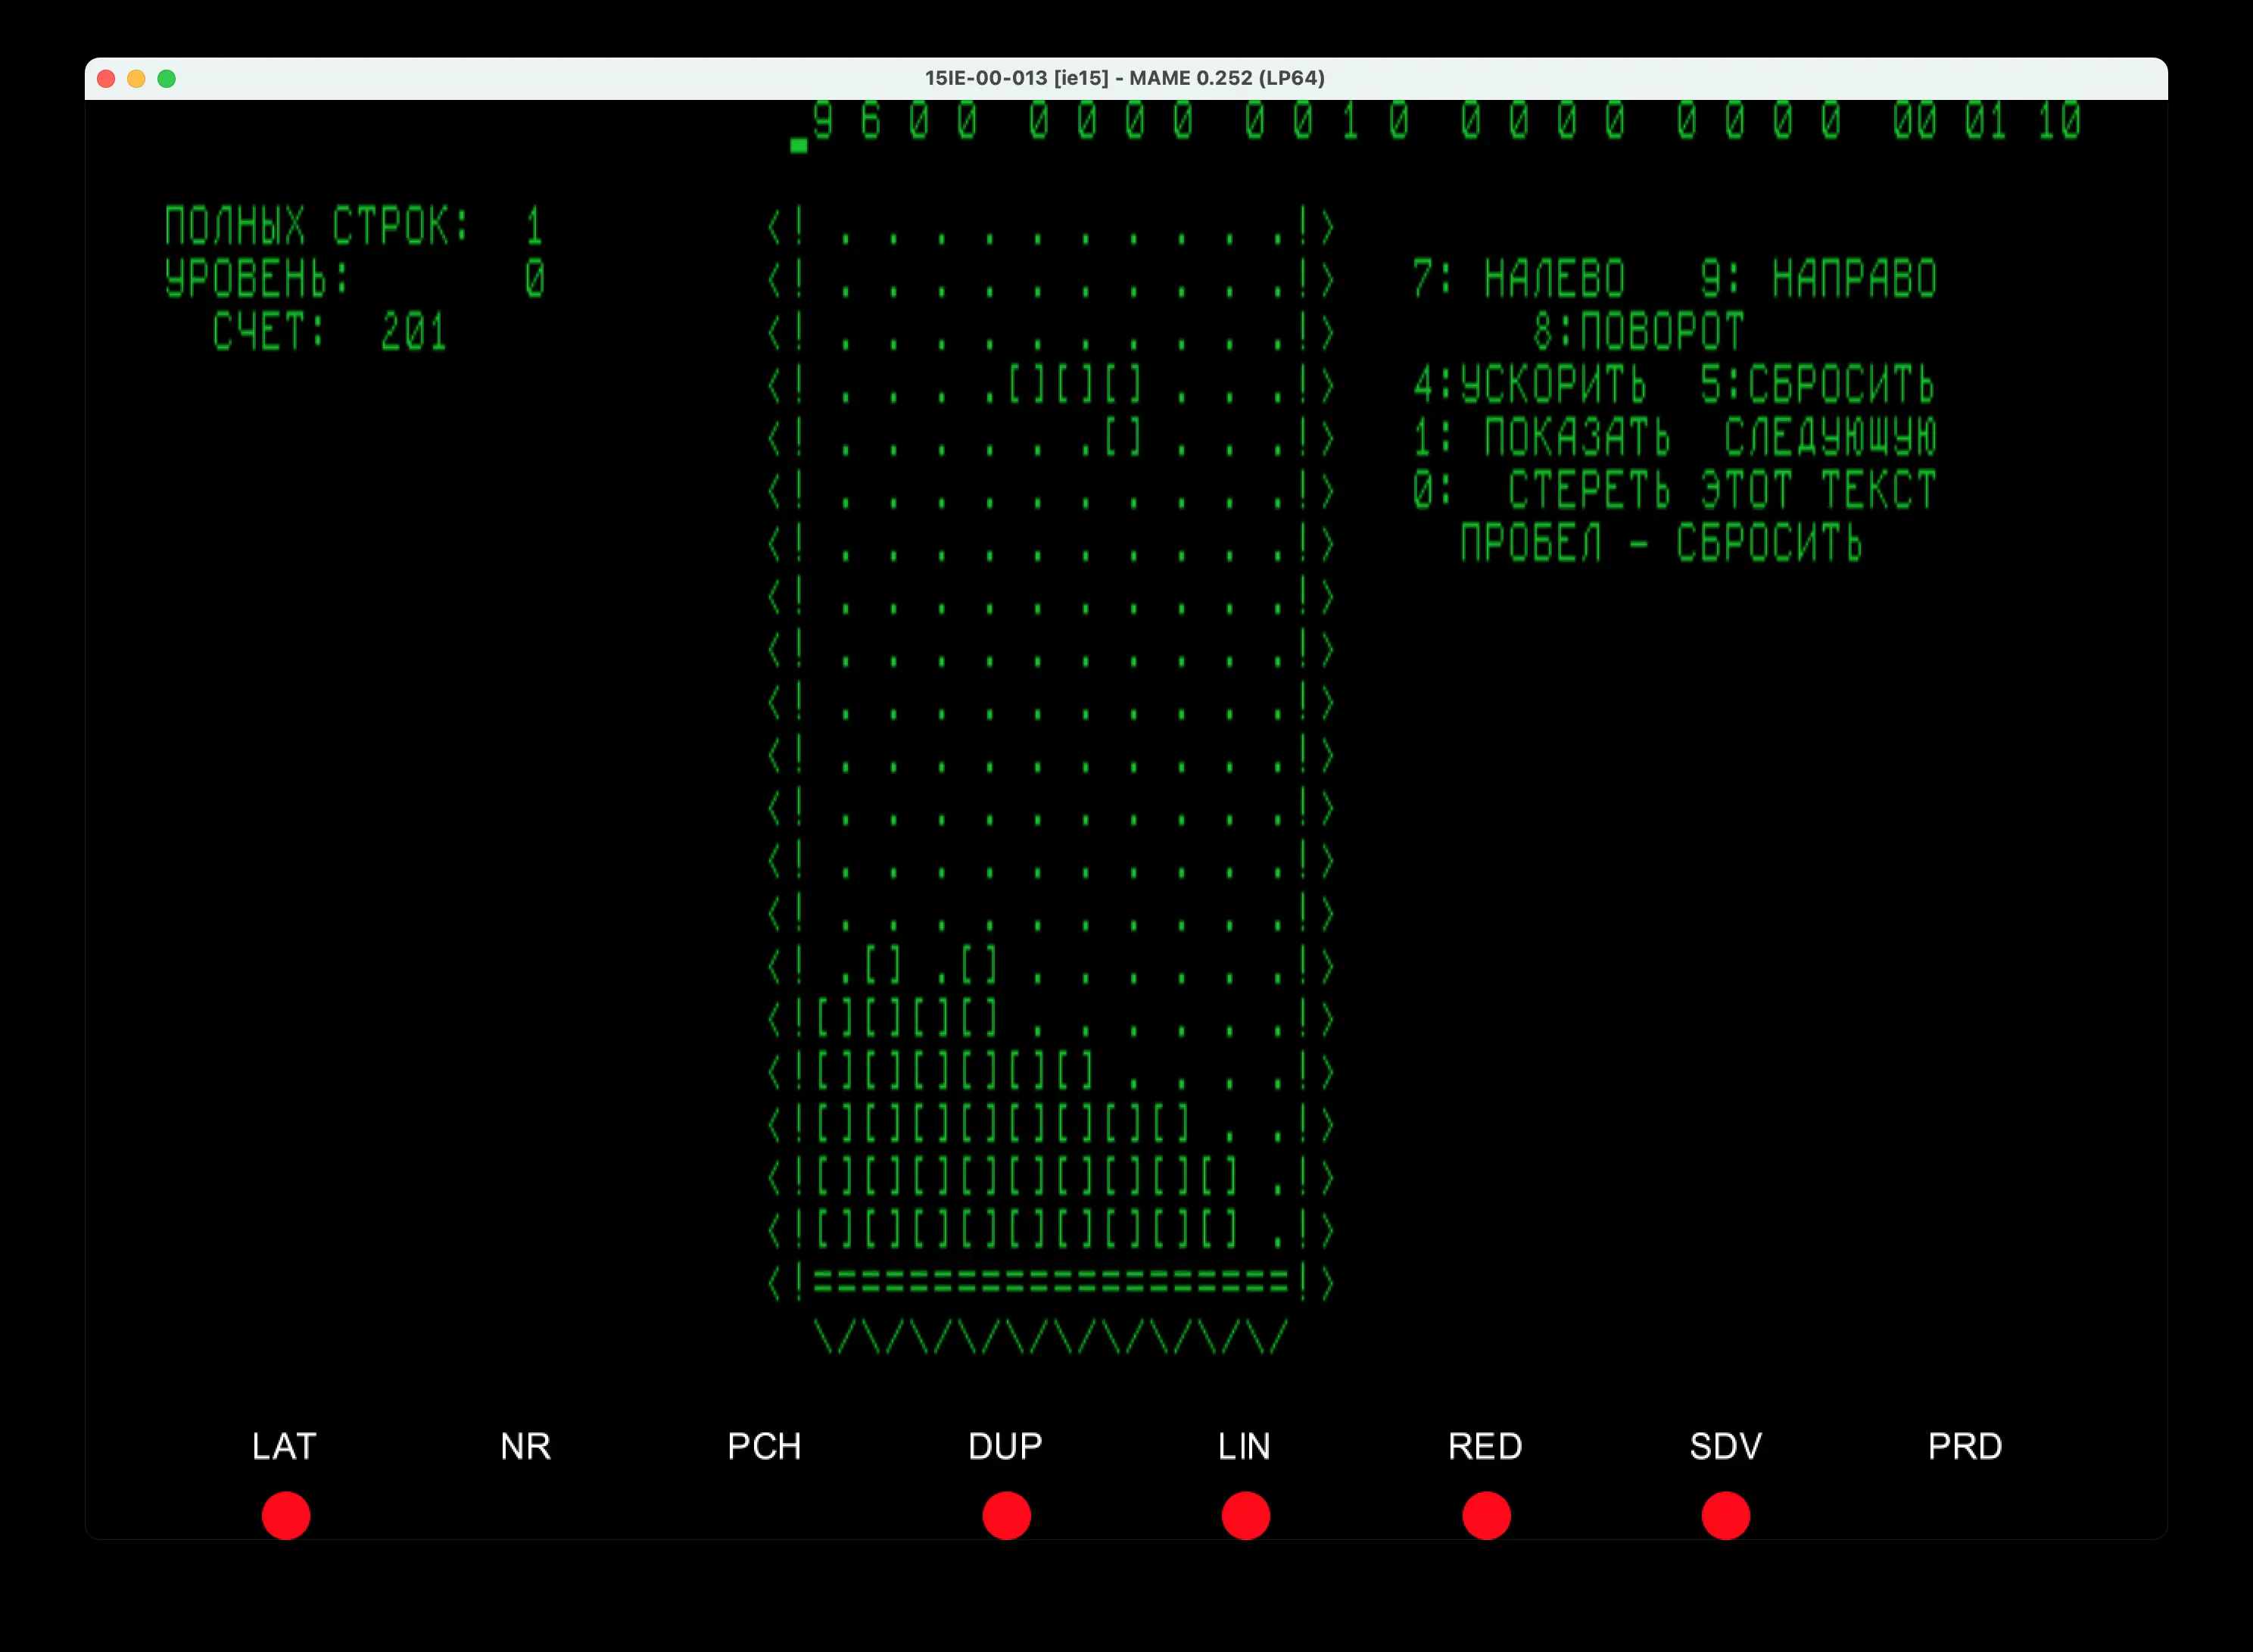 15IE-00-013 [ie15] - MAME 0.252 (LP64)
9 6 0 0 0 0 0 0 0 0 1 0 0 0 0 0 0 0 0 0 00 01 10
ПОЛНЫХ СТРОК: 1 <! . . . . . . . . . .!>
УРОВЕНЬ: 0 <! . . . . . . . . . .!> 7: НАЛЕВО 9: НАПРАВО
СЧЕТ: 201 <! . . . . . . . . . .!> 8:ПОВОРОТ
<! . . . .[][][] . . .!> 4:УСКОРИТЬ 5:СБРОСИТЬ
<! . . . . . .[] . . .!> 1: ПОКАЗАТЬ СЛЕДУЮЩУЮ
<! . . . . . . . . . .!> 0: СТЕРЕТЬ ЭТОТ ТЕКСТ
<! . . . . . . . . . .!> ПРОБЕЛ - СБРОСИТЬ
<! . . . . . . . . . .!>
<! . . . . . . . . . .!>
<! . . . . . . . . . .!>
<! . . . . . . . . . .!>
<! . . . . . . . . . .!>
<! . . . . . . . . . .!>
<! . . . . . . . . . .!>
<! .[] .[] . . . . . .!>
<![][][][] . . . . . .!>
<![][][][][][] . . . .!>
<![][][][][][][][] . .!>
<![][][][][][][][][] .!>
<![][][][][][][][][] .!>
<!====================!>
\/\/\/\/\/\/\/\/\/\/
LAT NR PCH DUP LIN RED SDV PRD